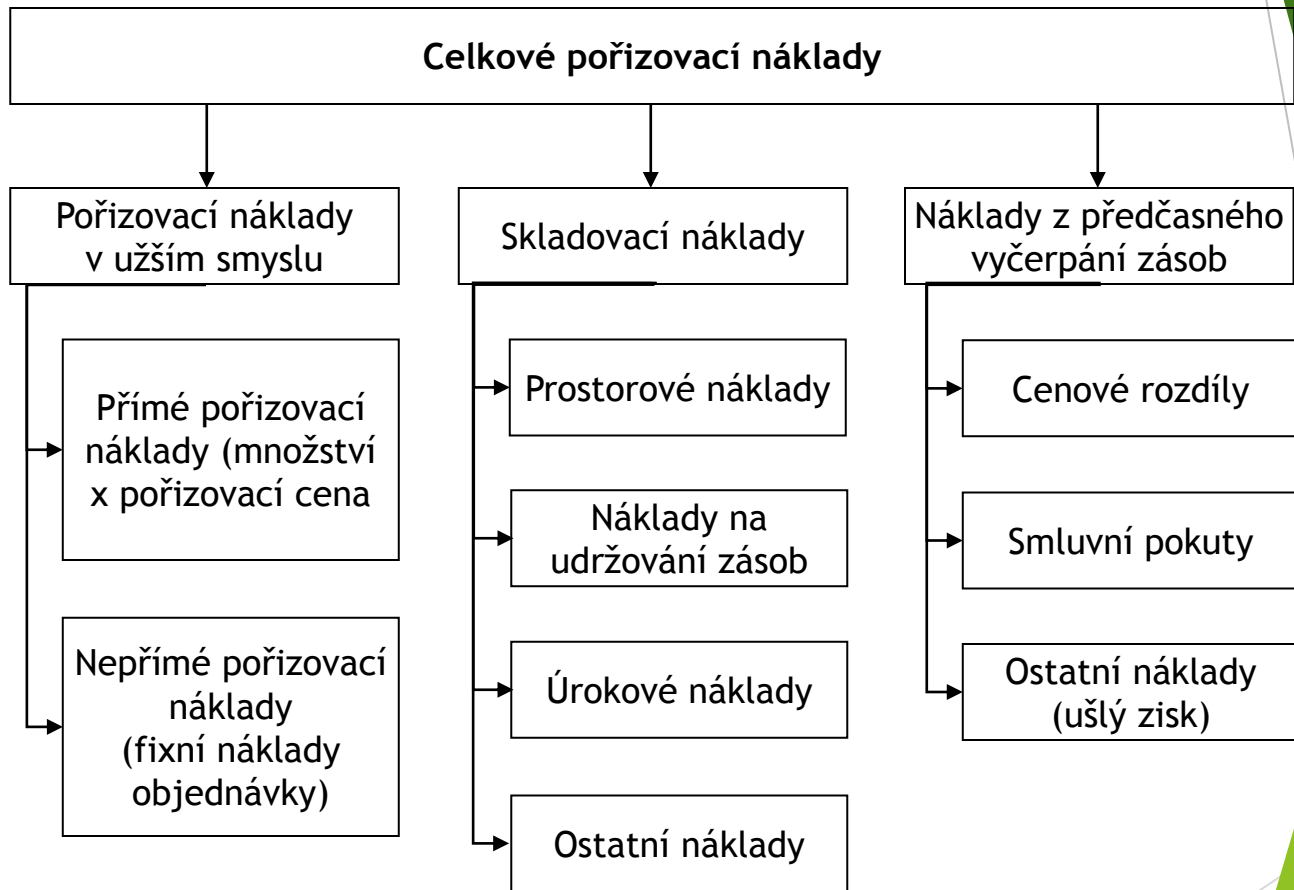 Celkové pořizovací náklady
Pořizovací náklady
v užším smyslu
Přímé pořizovací
náklady (množství
x pořizovací cena
Nepřímé pořizovací
náklady
(fixní náklady
objednávky)
Skladovací náklady
Prostorové náklady
Náklady na
udržování zásob
Úrokové náklady
Ostatní náklady
Náklady z předčasného
vyčerpání zásob
Cenové rozdíly
Smluvní pokuty
Ostatní náklady
(ušlý zisk)